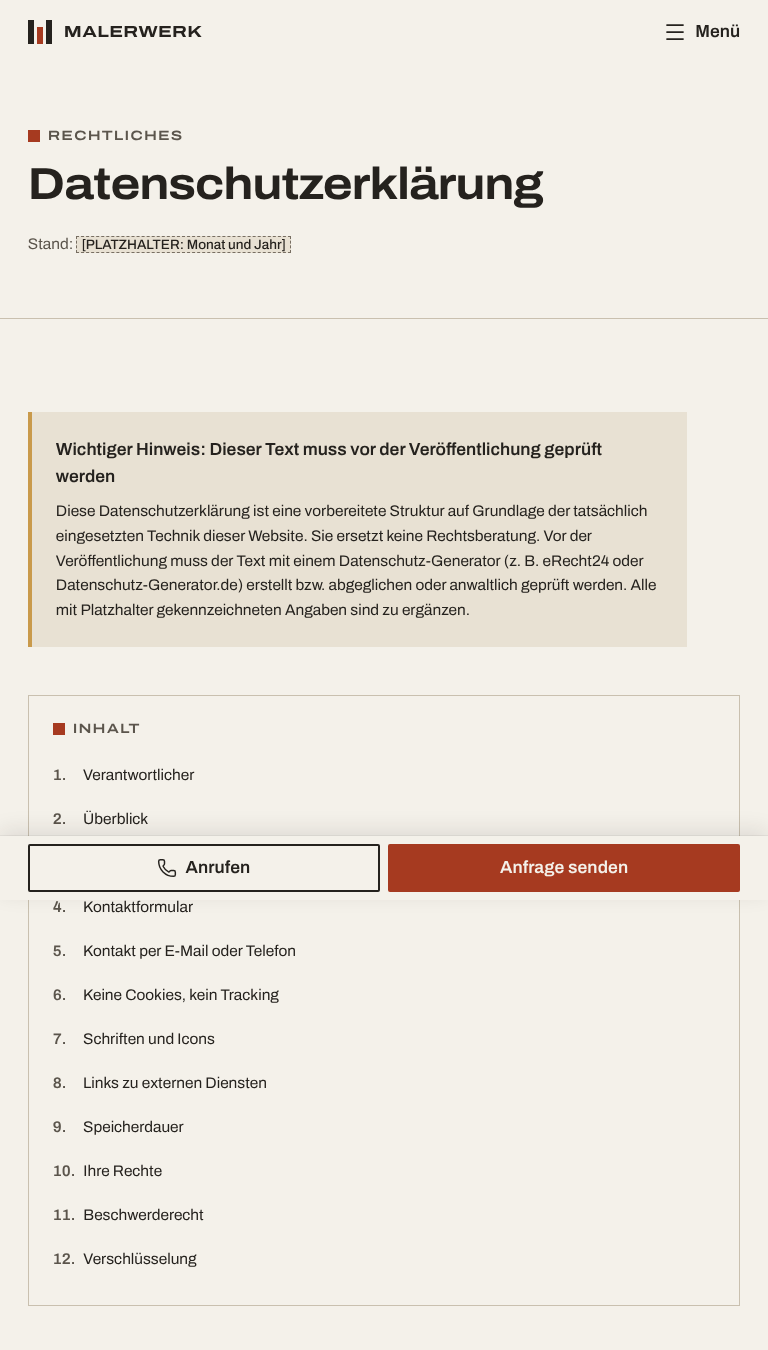 MALERWERK
Menü
RECHTLICHES
Datenschutzerklärung
Stand: [PLATZHALTER: Monat und Jahr]
Wichtiger Hinweis: Dieser Text muss vor der Veröffentlichung geprüft
werden
Diese Datenschutzerklärung ist eine vorbereitete Struktur auf Grundlage der tatsächlich
eingesetzten Technik dieser Website. Sie ersetzt keine Rechtsberatung. Vor der
Veröffentlichung muss der Text mit einem Datenschutz-Generator (z. B. eRecht24 oder
Datenschutz-Generator.de) erstellt bzw. abgeglichen oder anwaltlich geprüft werden. Alle
mit Platzhalter gekennzeichneten Angaben sind zu ergänzen.
INHALT
1. Verantwortlicher
2. Überblick
Anrufen
Anfrage senden
4. Kontaktformular
5. Kontakt per E-Mail oder Telefon
6. Keine Cookies, kein Tracking
7. Schriften und Icons
8. Links zu externen Diensten
9. Speicherdauer
10. Ihre Rechte
11. Beschwerderecht
12. Verschlüsselung